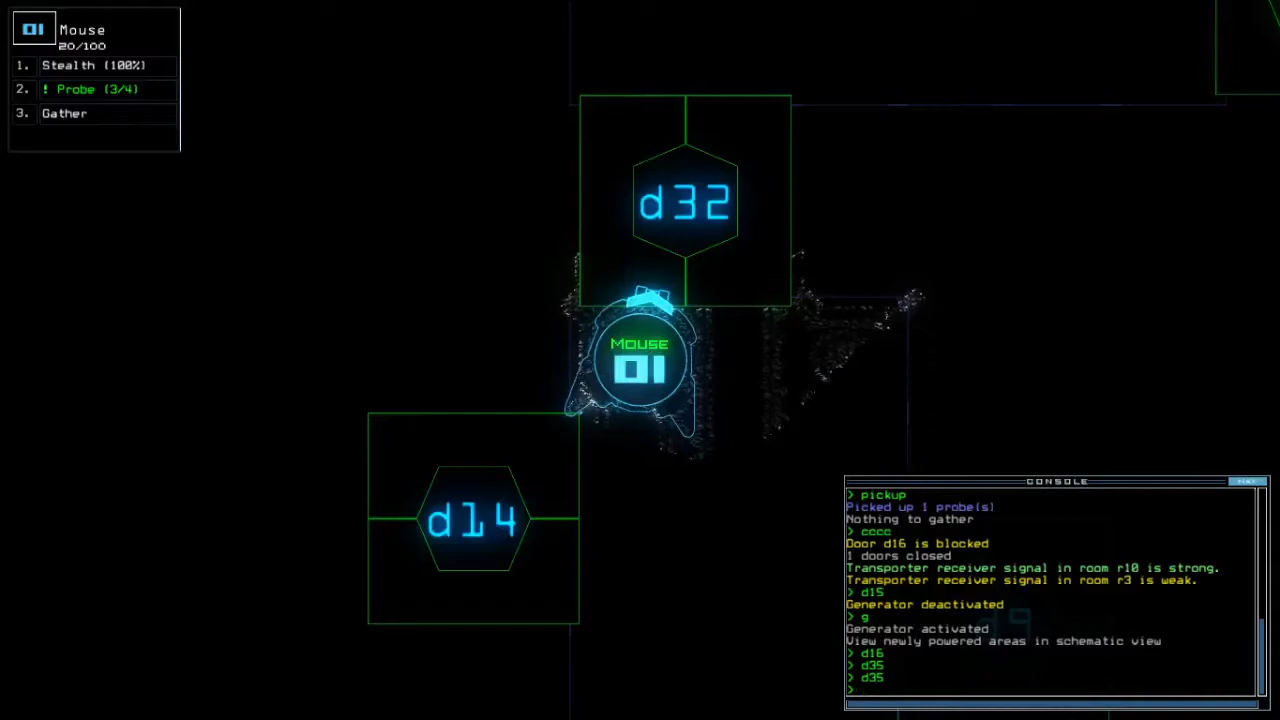 01 Mouse
20/100
1. Stealth (100%)
2. ! Probe (3/4)
3. Gather
d32
Mouse
01
d14
CONSOLE
> pickup
Picked up 1 probe(s)
Nothing to gather
> cccc
Door d16 is blocked
1 doors closed
Transporter receiver signal in room r10 is strong.
Transporter receiver signal in room r3 is weak.
> d15
Generator deactivated
> g
Generator activated
View newly powered areas in schematic view
> d16
> d35
> d35
>
d9